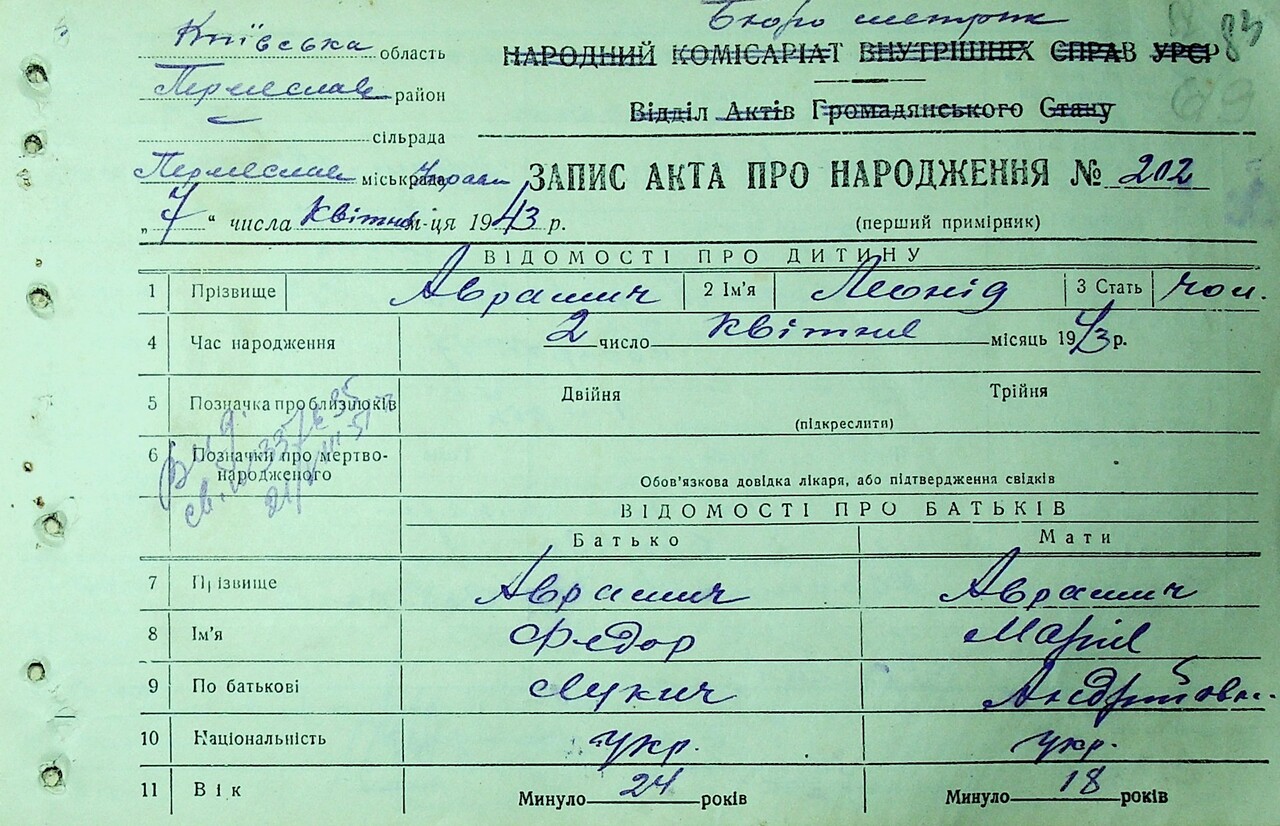 Бюро метрик
83
69
Київська область
НАРОДНИЙ КОМІСАРІАТ ВНУТРІШНІХ СПРАВ УРСР
Переяслав район
Відділ Актів Громадянського Стану
сільрада
Переяслав міськрада
ЗАПИС АКТА ПРО НАРОДЖЕННЯ № 202
„7“ числа Квітня м-ця 1943 р.
(перший примірник)
ВІДОМОСТІ ПРО ДИТИНУ
1 Прізвище Аврамич 2 Ім'я Леонід 3 Стать чол.
4 Час народження 2 число квітня місяць 1943 р.
5 Позначка про близнюків Двійня Трійня
(підкреслити)
6 Позначки про мертво-
народженого
Обов'язкова довідка лікаря, або підтвердження свідків
ВІДОМОСТІ ПРО БАТЬКІВ
Батько Мати
7 Прізвище Аврамич Аврамич
8 Ім'я Федор Марія
9 По батькові Лукич Андріївна
10 Національність укр. укр.
11 Вік Минуло 24 років Минуло 18 років